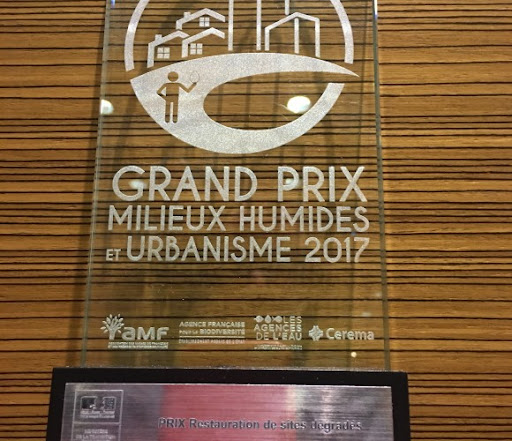 GRAND PRIX
MILIEUX HUMIDES
ET URBANISME 2017
AMF
AGENCE FRANÇAISE
POUR LA BIODIVERSITÉ
LES
AGENCES
DE L'EAU
Cerema
PRIX Restauration de sites dégradés